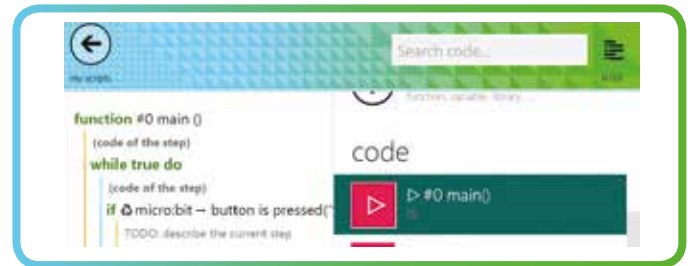 Search code...
my scripts
function, variable, library ...
function #0 main ()
(code of the step)
while true do
(code of the step)
if micro:bit → button is pressed("
TODO: describe the current step
code
#0 main()